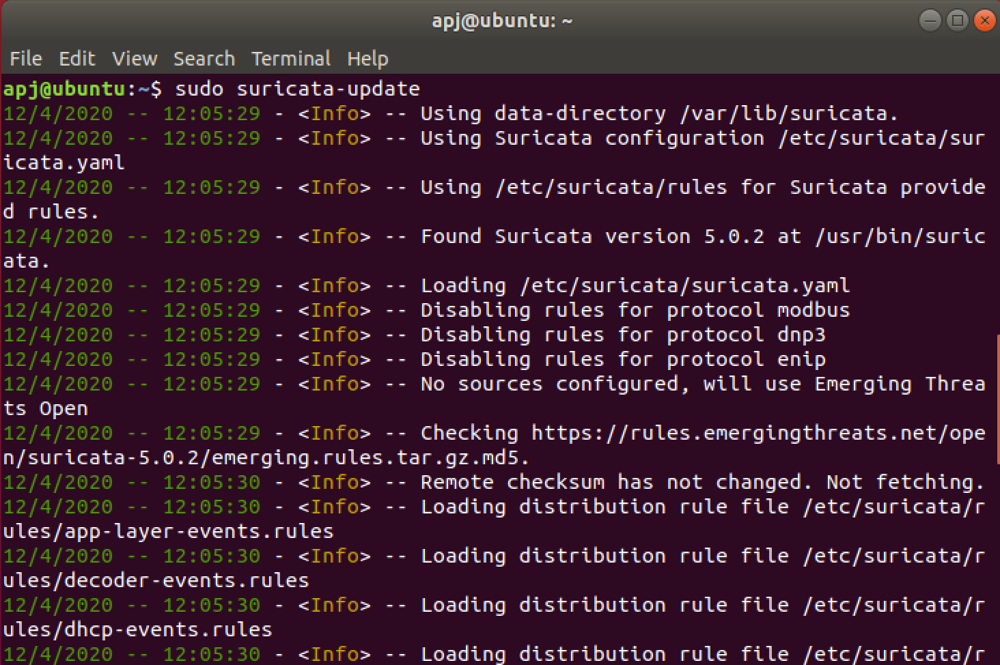 apj@ubuntu: ~
File Edit View Search Terminal Help
apj@ubuntu:~$ sudo suricata-update
12/4/2020 -- 12:05:29 - <Info> -- Using data-directory /var/lib/suricata.
12/4/2020 -- 12:05:29 - <Info> -- Using Suricata configuration /etc/suricata/sur
icata.yaml
12/4/2020 -- 12:05:29 - <Info> -- Using /etc/suricata/rules for Suricata provide
d rules.
12/4/2020 -- 12:05:29 - <Info> -- Found Suricata version 5.0.2 at /usr/bin/suric
ata.
12/4/2020 -- 12:05:29 - <Info> -- Loading /etc/suricata/suricata.yaml
12/4/2020 -- 12:05:29 - <Info> -- Disabling rules for protocol modbus
12/4/2020 -- 12:05:29 - <Info> -- Disabling rules for protocol dnp3
12/4/2020 -- 12:05:29 - <Info> -- Disabling rules for protocol enip
12/4/2020 -- 12:05:29 - <Info> -- No sources configured, will use Emerging Threa
ts Open
12/4/2020 -- 12:05:29 - <Info> -- Checking https://rules.emergingthreats.net/ope
n/suricata-5.0.2/emerging.rules.tar.gz.md5.
12/4/2020 -- 12:05:30 - <Info> -- Remote checksum has not changed. Not fetching.
12/4/2020 -- 12:05:30 - <Info> -- Loading distribution rule file /etc/suricata/r
ules/app-layer-events.rules
12/4/2020 -- 12:05:30 - <Info> -- Loading distribution rule file /etc/suricata/r
ules/decoder-events.rules
12/4/2020 -- 12:05:30 - <Info> -- Loading distribution rule file /etc/suricata/r
ules/dhcp-events.rules
12/4/2020 -- 12:05:30 - <Info> -- Loading distribution rule file /etc/suricata/r